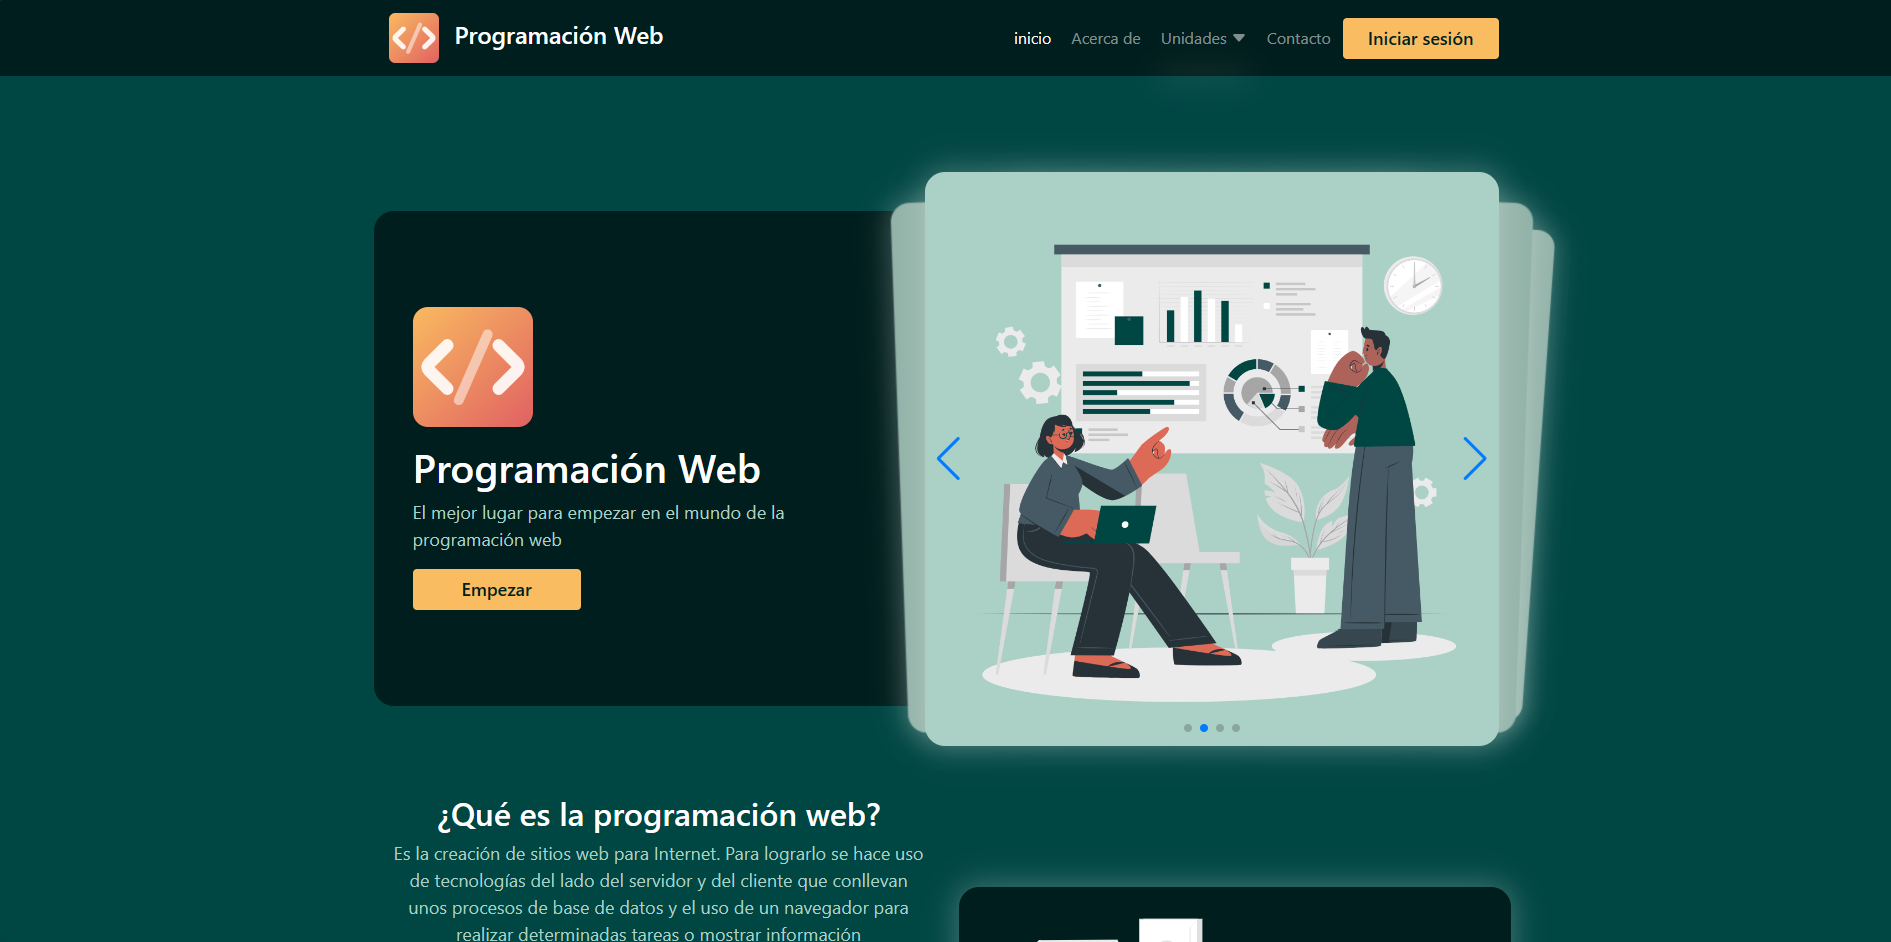 Programación Web
inicio
Acerca de
Unidades
Contacto
Iniciar sesión
Programación Web
El mejor lugar para empezar en el mundo de la
programación web
Empezar
¿Qué es la programación web?
Es la creación de sitios web para Internet. Para lograrlo se hace uso
de tecnologías del lado del servidor y del cliente que conllevan
unos procesos de base de datos y el uso de un navegador para
realizar determinadas tareas o mostrar información